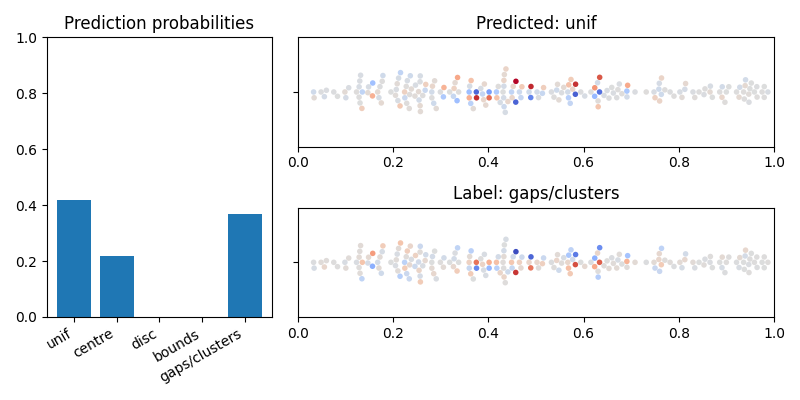 Prediction probabilities
1.0
0.8
0.6
0.4
0.2
0.0
unif
centre
disc
bounds
gaps/clusters
Predicted: unif
0.0 0.2 0.4 0.6 0.8 1.0
Label: gaps/clusters
0.0 0.2 0.4 0.6 0.8 1.0